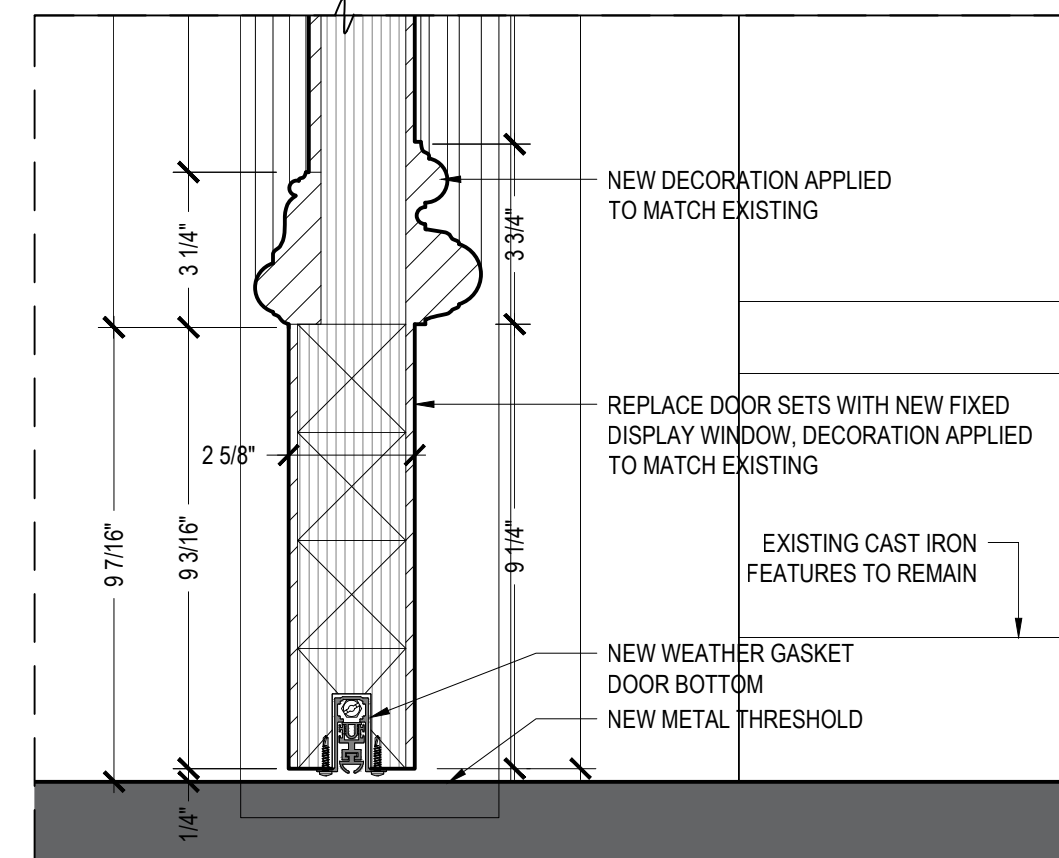 NEW DECORATION APPLIED
TO MATCH EXISTING
3 1/4"
3 3/4"
REPLACE DOOR SETS WITH NEW FIXED
DISPLAY WINDOW, DECORATION APPLIED
TO MATCH EXISTING
2 5/8"
9 7/16"
9 3/16"
9 1/4"
EXISTING CAST IRON
FEATURES TO REMAIN
NEW WEATHER GASKET
DOOR BOTTOM
NEW METAL THRESHOLD
1/4"